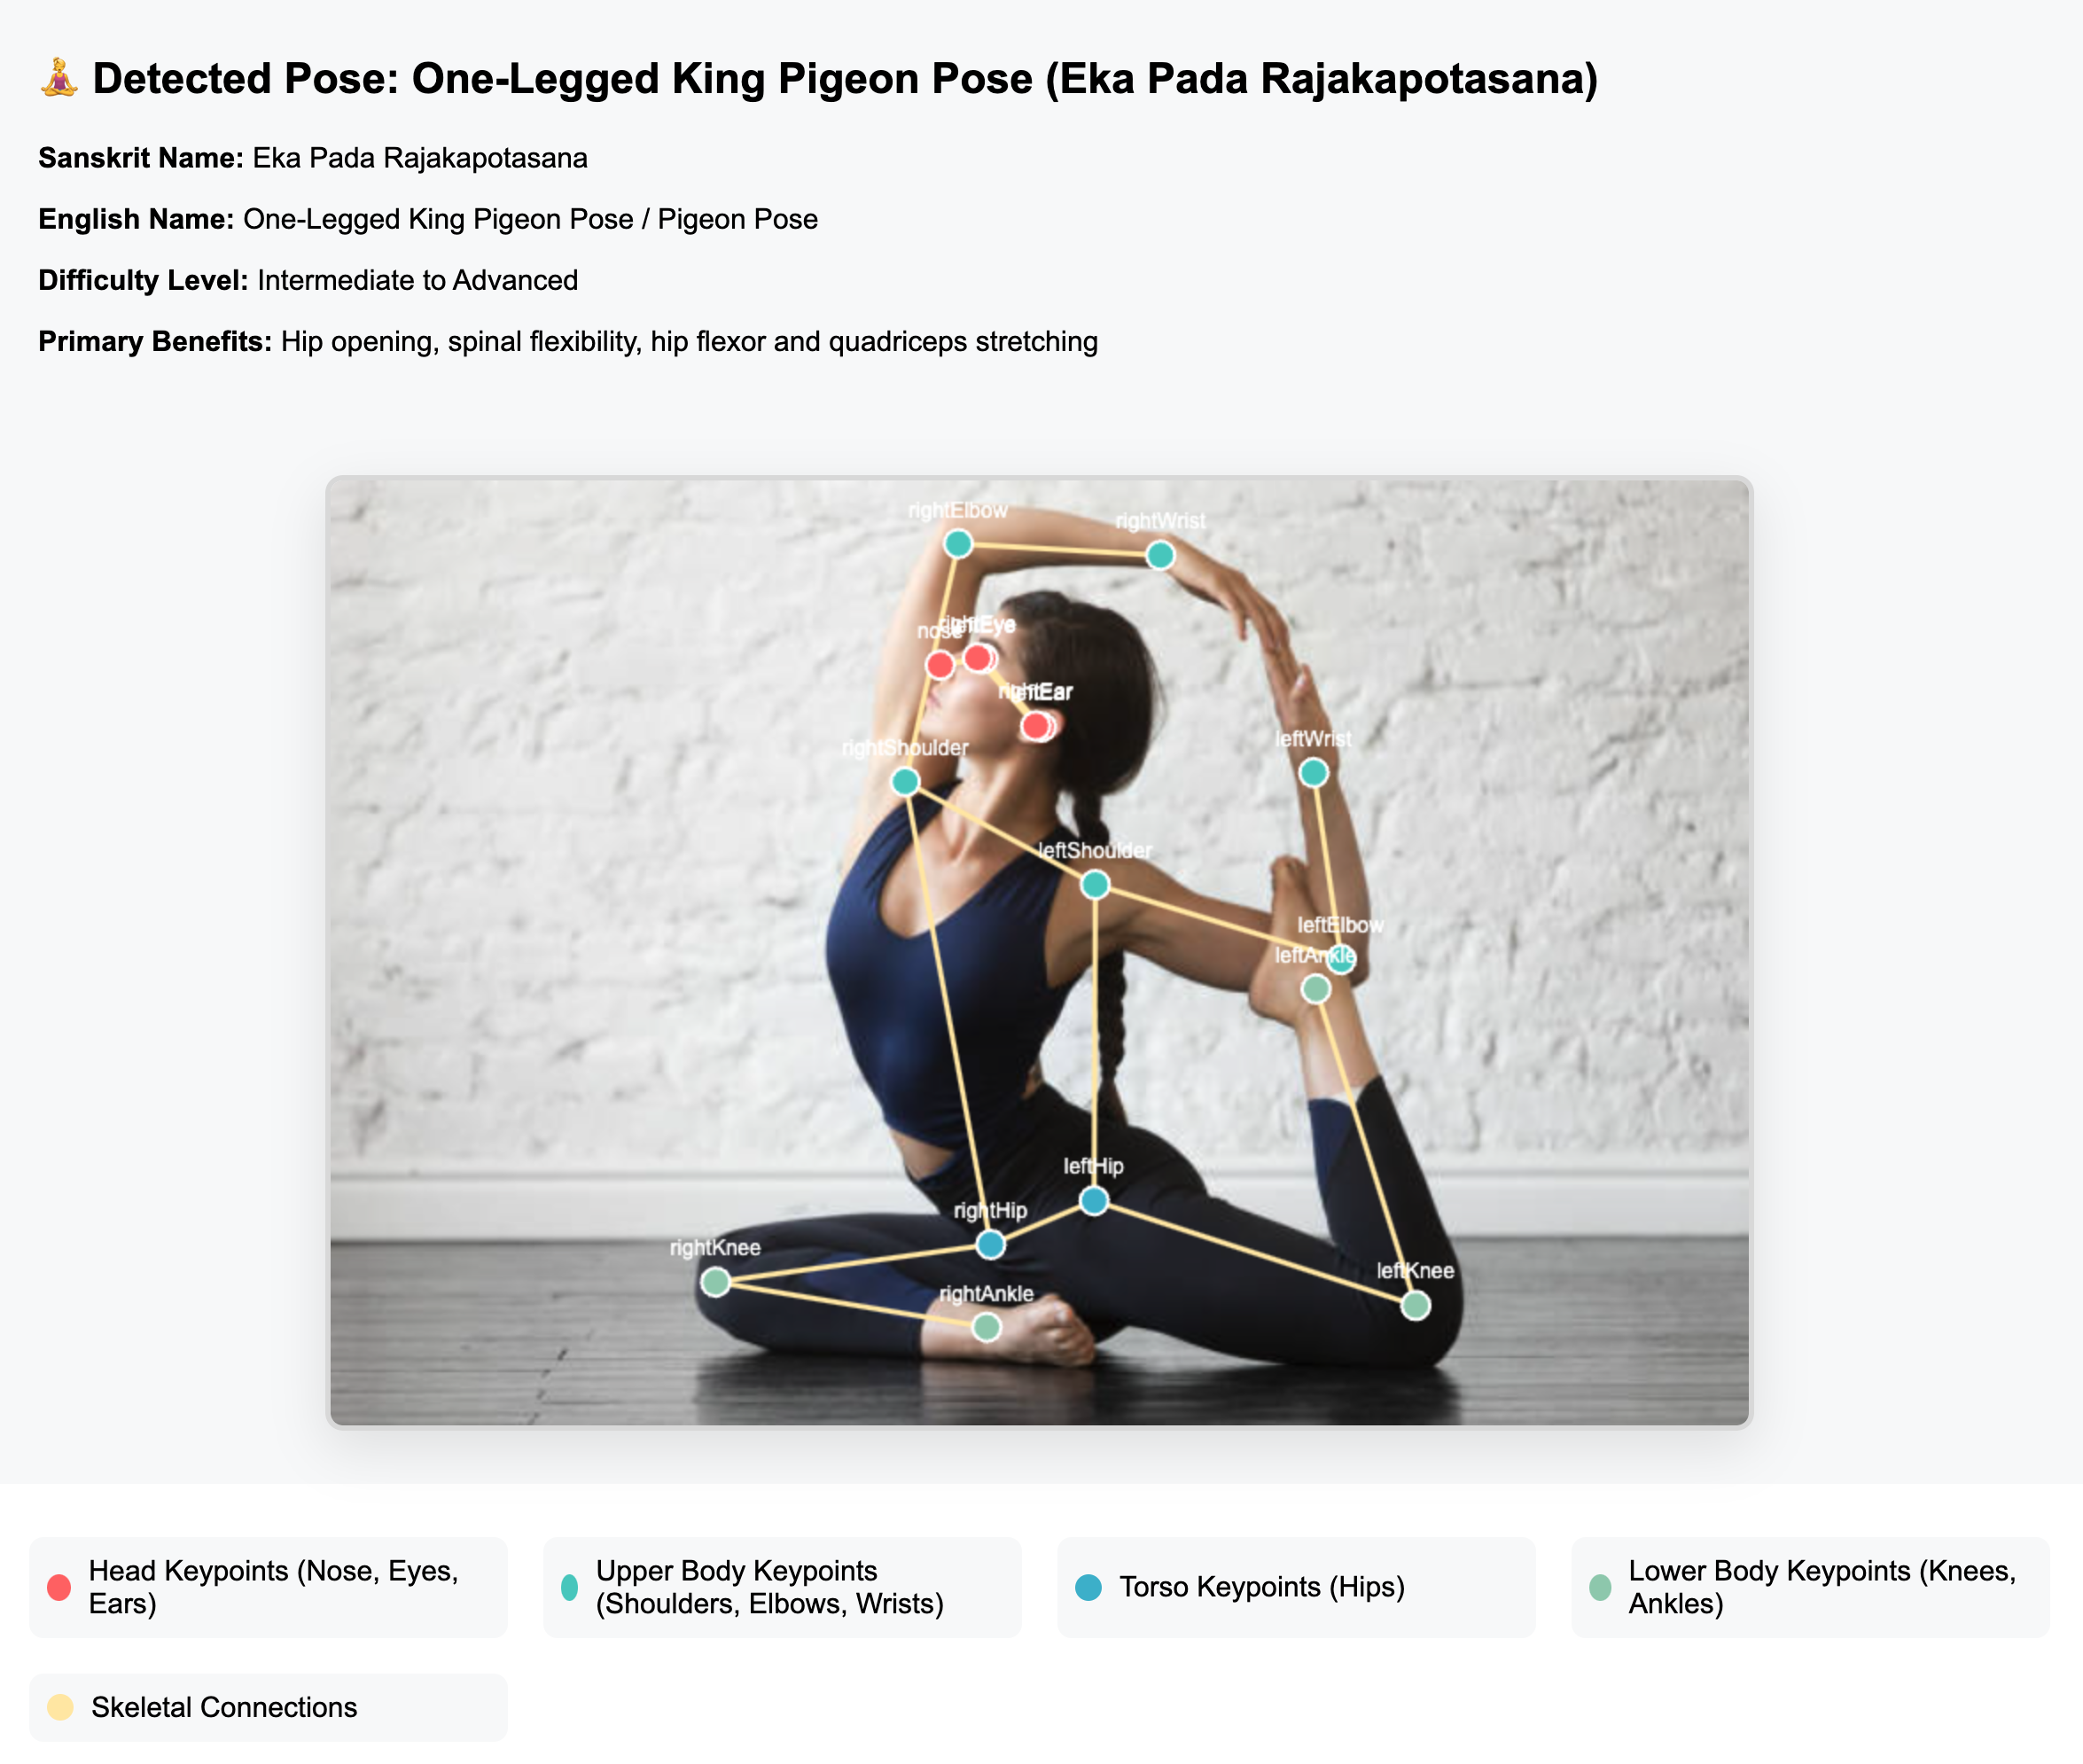 Detected Pose: One-Legged King Pigeon Pose (Eka Pada Rajakapotasana)
Sanskrit Name: Eka Pada Rajakapotasana
English Name: One-Legged King Pigeon Pose / Pigeon Pose
Difficulty Level: Intermediate to Advanced
Primary Benefits: Hip opening, spinal flexibility, hip flexor and quadriceps stretching
rightElbow
rightWrist
nose
rightEye
rightEar
leftWrist
rightShoulder
leftShoulder
leftElbow
leftAnkle
leftHip
rightHip
rightKnee
leftKnee
rightAnkle
Head Keypoints (Nose, Eyes,
Ears)
Upper Body Keypoints
(Shoulders, Elbows, Wrists)
Torso Keypoints (Hips)
Lower Body Keypoints (Knees,
Ankles)
Skeletal Connections